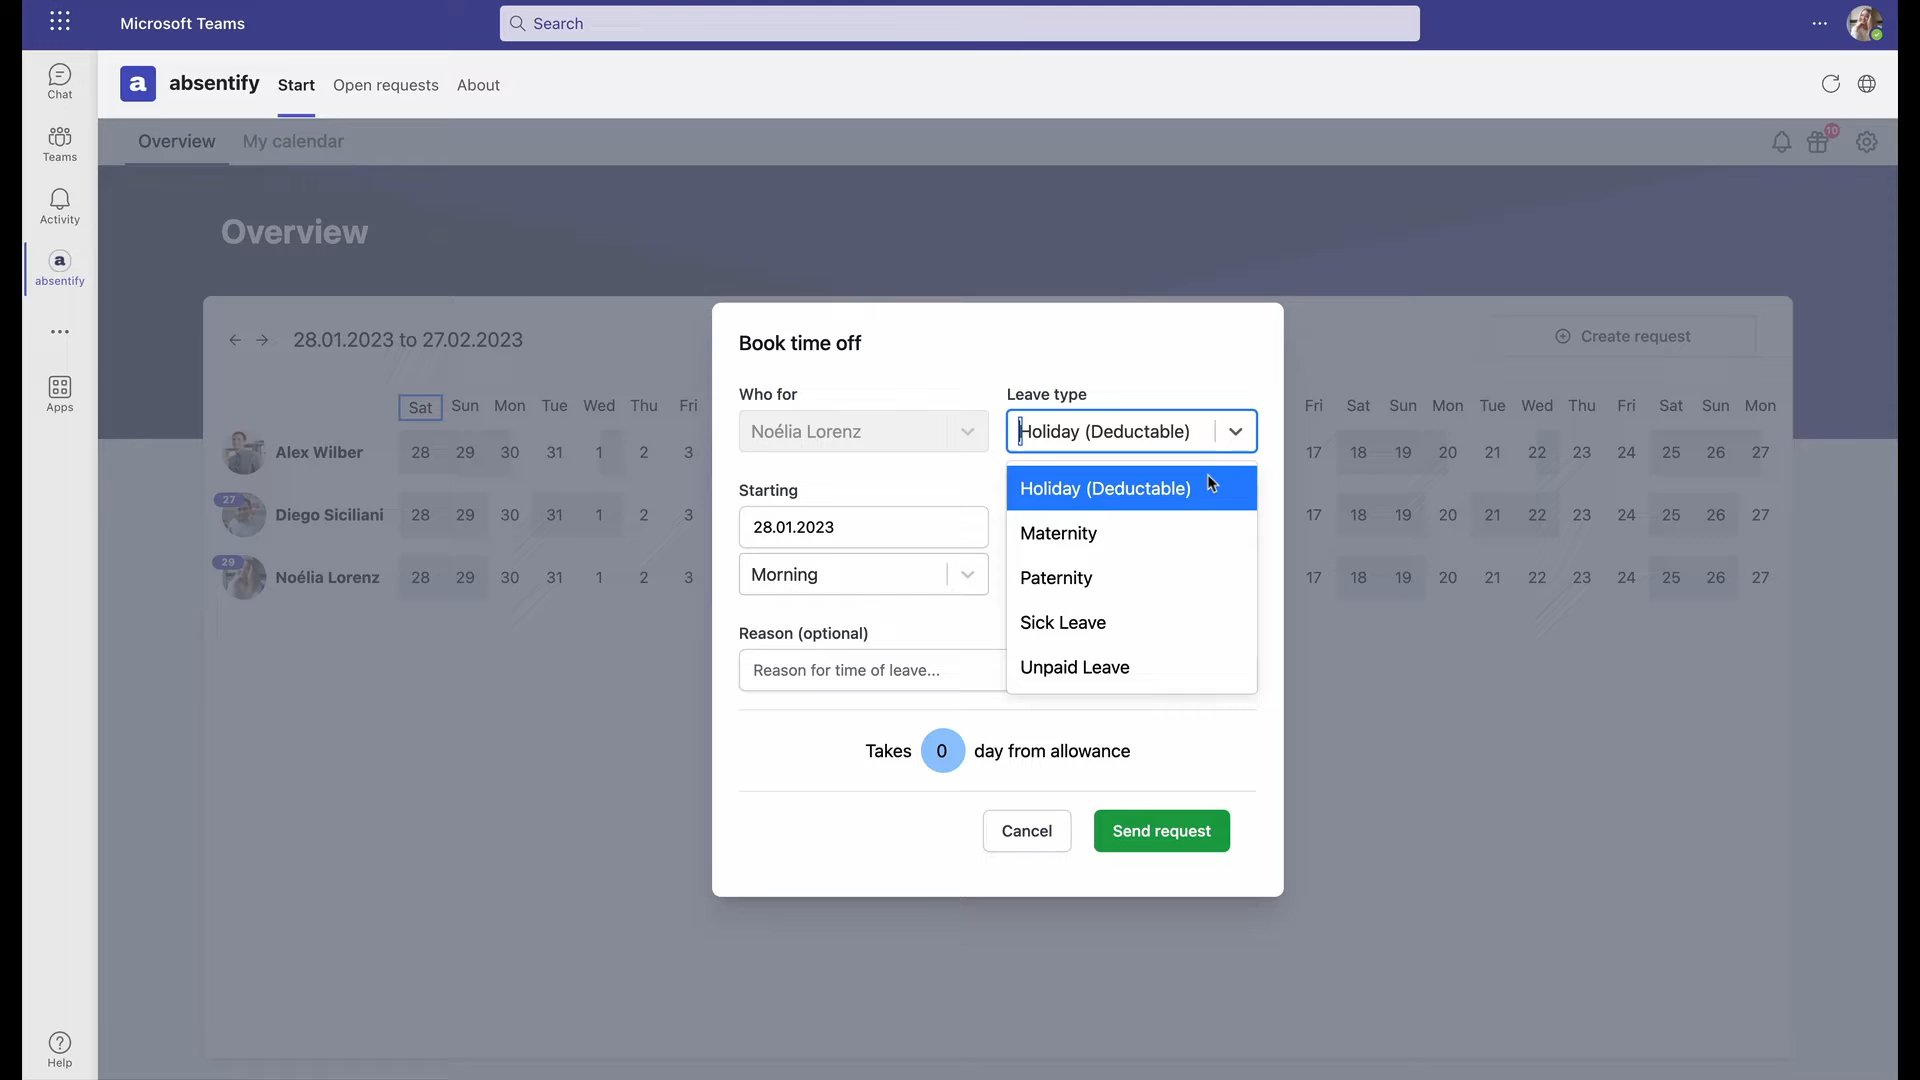 Microsoft Teams
Search
Chat
Teams
Activity
a
absentify
Apps
Help
a absentify Start Open requests About
Overview My calendar
10
Overview
28.01.2023 to 27.02.2023
Create request
Sat Sun Mon Tue Wed Thu Fri
Fri Sat Sun Mon Tue Wed Thu Fri Sat Sun Mon
Alex Wilber 28 29 30 31 1 2 3
17 18 19 20 21 22 23 24 25 26 27
27
Diego Siciliani 28 29 30 31 1 2 3
17 18 19 20 21 22 23 24 25 26 27
29
Noélia Lorenz 28 29 30 31 1 2 3
17 18 19 20 21 22 23 24 25 26 27
Book time off
Who for
Noélia Lorenz
Leave type
Holiday (Deductable)
Holiday (Deductable)
Maternity
Paternity
Sick Leave
Unpaid Leave
Starting
28.01.2023
Morning
Reason (optional)
Reason for time of leave...
Takes 0 day from allowance
Cancel
Send request